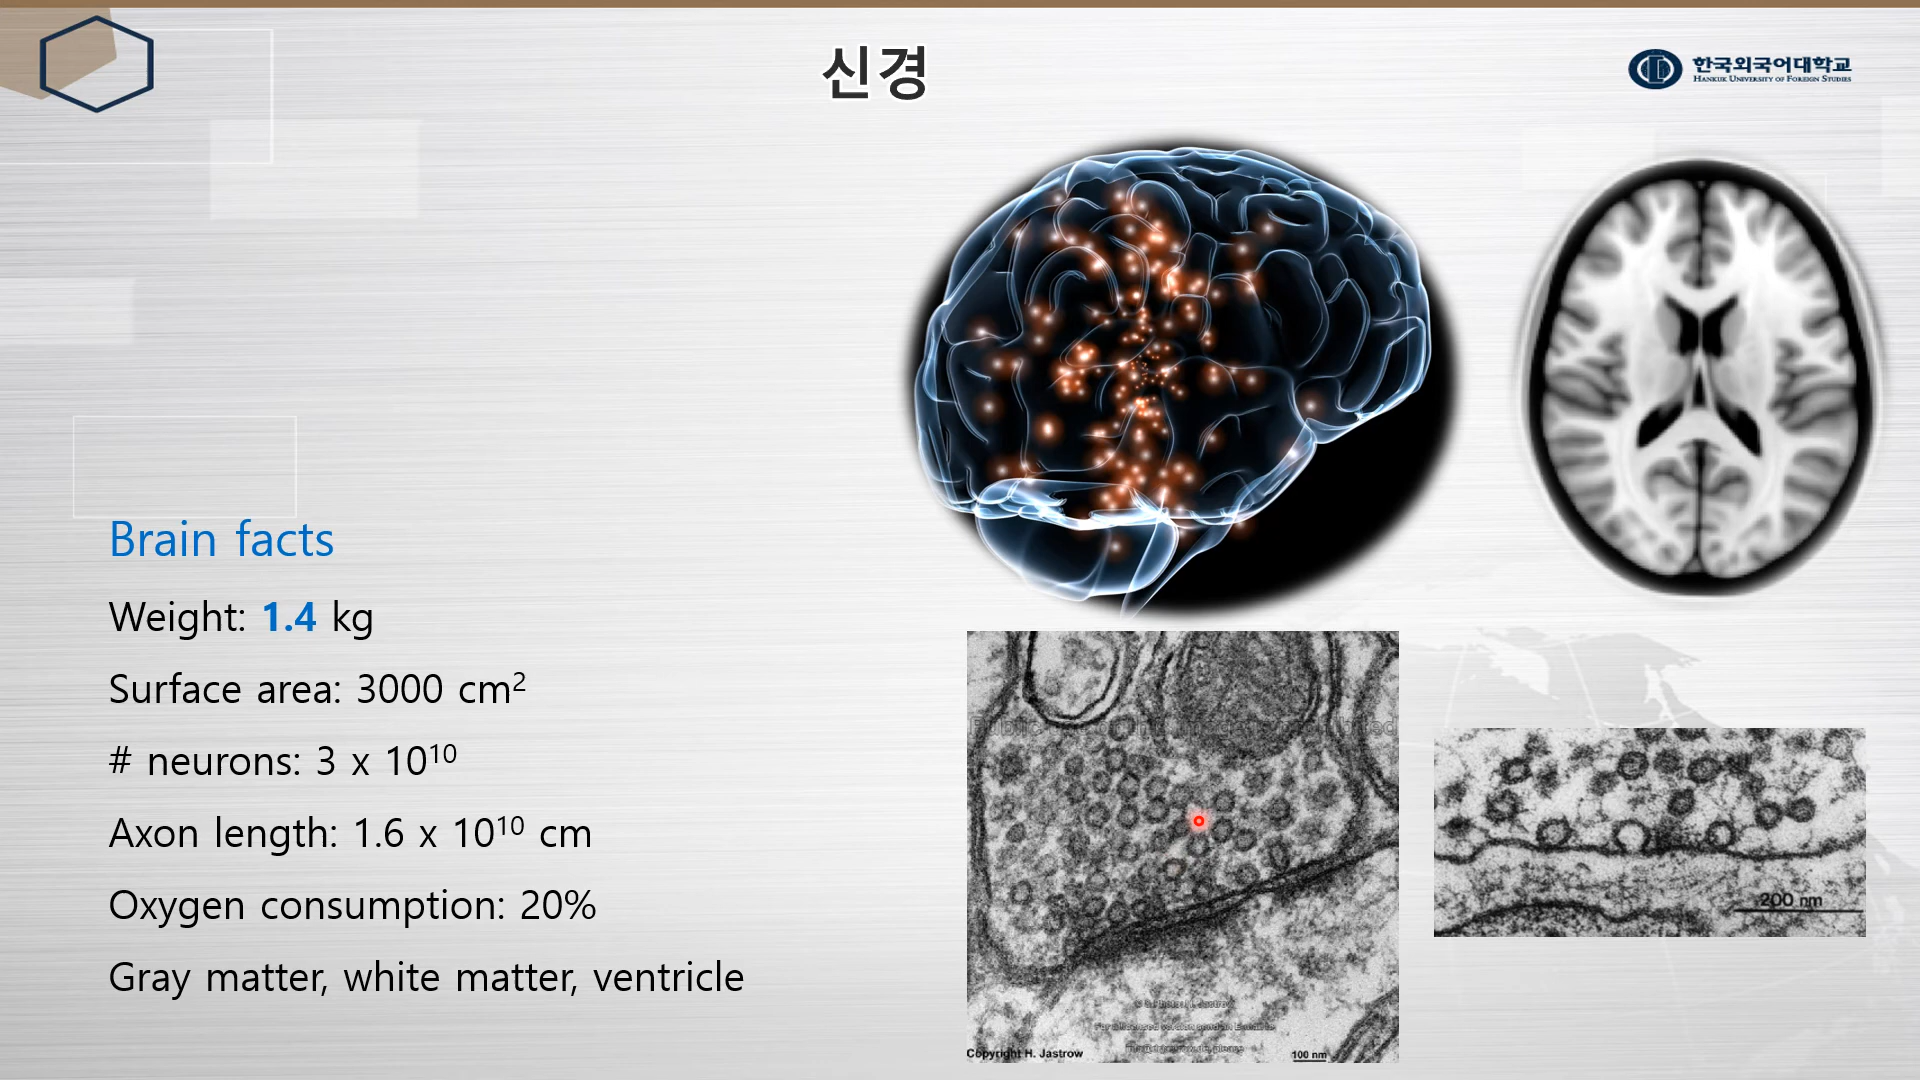 신경
한국외국어대학교
HANKUK UNIVERSITY OF FOREIGN STUDIES
Brain facts
Weight: 1.4 kg
Surface area: 3000 cm²
# neurons: 3 x 10¹⁰
Axon length: 1.6 x 10¹⁰ cm
Oxygen consumption: 20%
Gray matter, white matter, ventricle
200 nm
Copyright H. Jastrow
100 nm